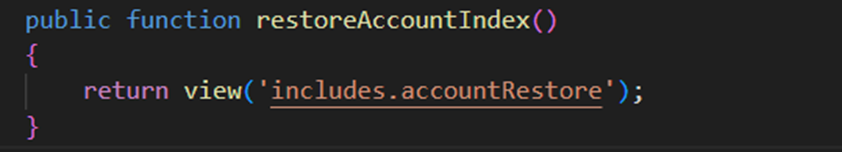 public function restoreAccountIndex()
{
    return view('includes.accountRestore');
}